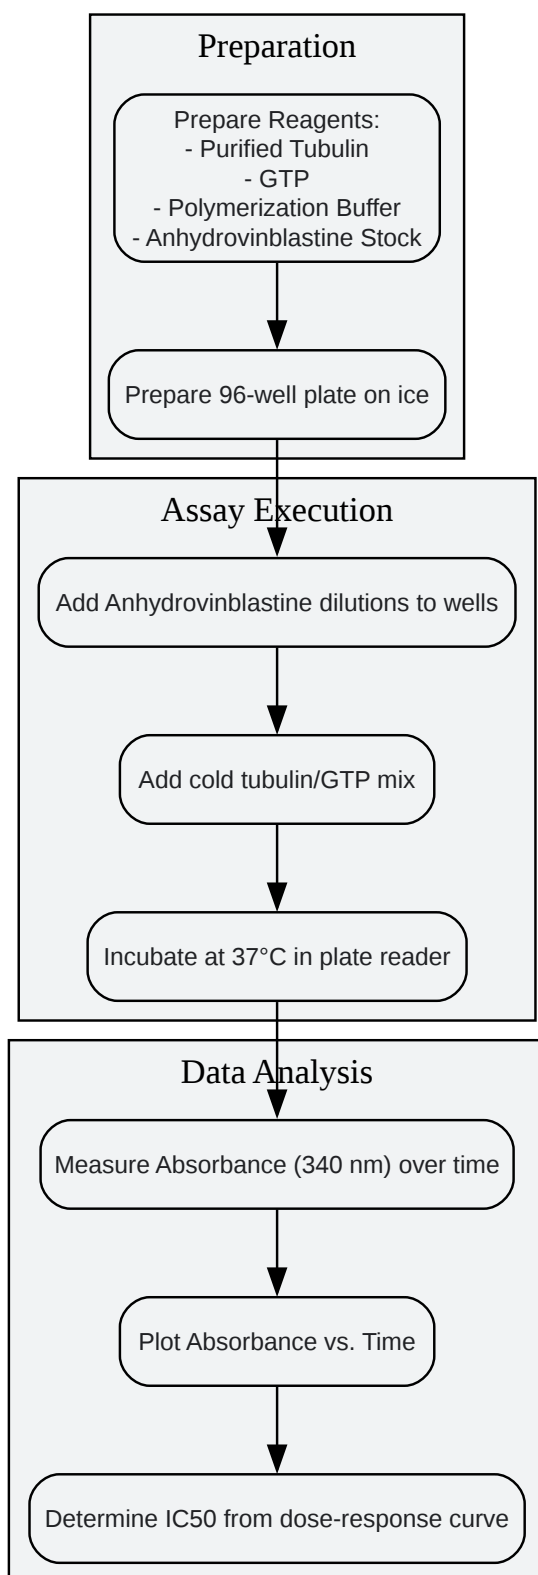 Preparation
Prepare Reagents:
- Purified Tubulin
- GTP
- Polymerization Buffer
- Anhydrovinblastine Stock
Prepare 96-well plate on ice
Assay Execution
Add Anhydrovinblastine dilutions to wells
Add cold tubulin/GTP mix
Incubate at 37°C in plate reader
Data Analysis
Measure Absorbance (340 nm) over time
Plot Absorbance vs. Time
Determine IC50 from dose-response curve